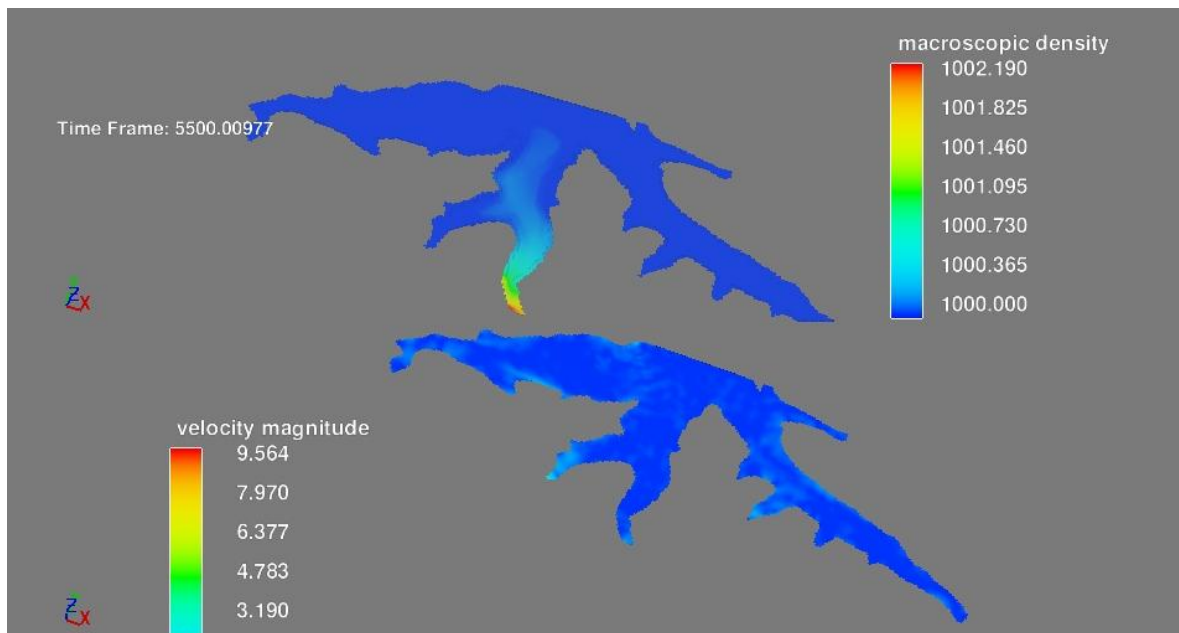 macroscopic density
1002.190
1001.825
1001.460
1001.095
1000.730
1000.365
1000.000
Time Frame: 5500.00977
Z
X
velocity magnitude
9.564
7.970
6.377
4.783
3.190
Z
X